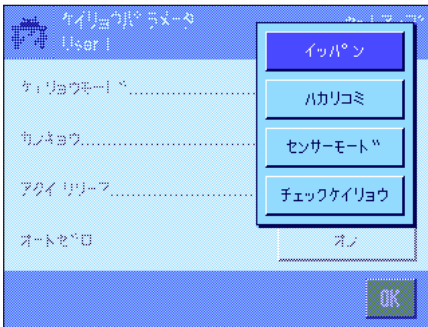 ケイリョウパラメータ
User 1
イッパン
ケイリョウモード..................
ハカリコミ
カンキョウ..................
センサーモード
アタイ リリース..................
チェックケイリョウ
オートゼロ..................
オン
OK